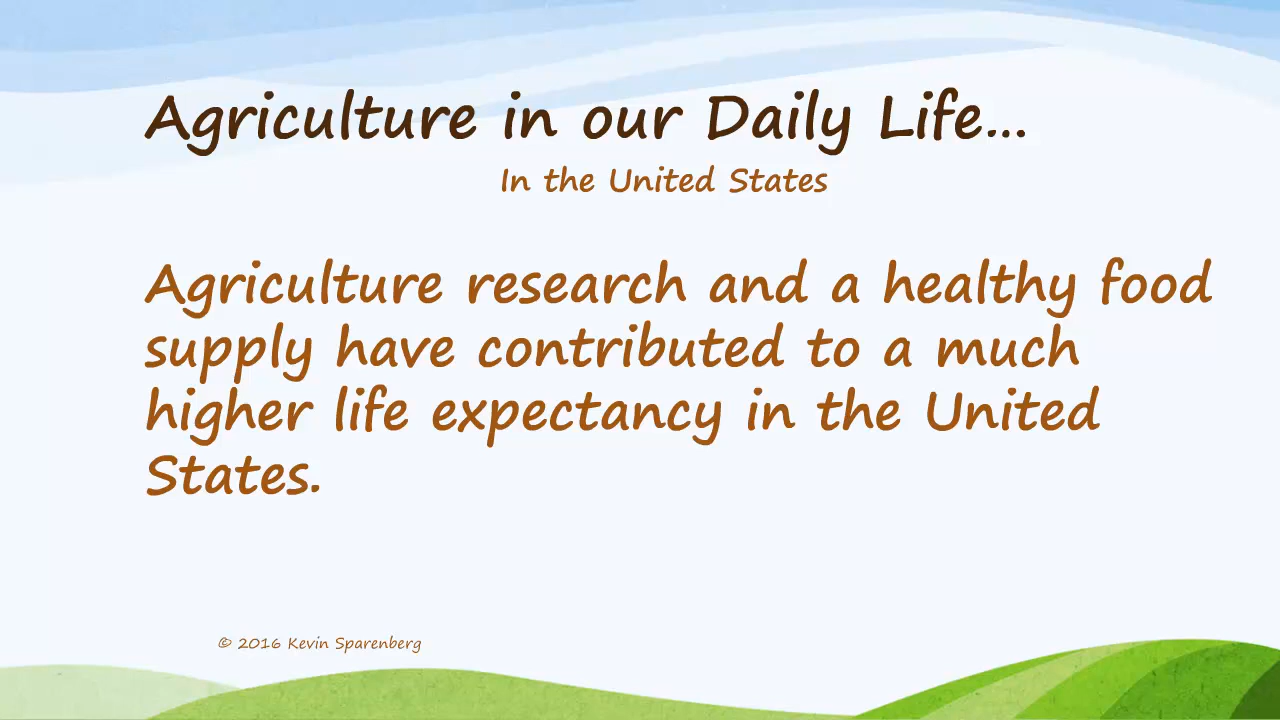 Agriculture in our Daily Life...
In the United States
Agriculture research and a healthy food
supply have contributed to a much
higher life expectancy in the United
States.
© 2016 Kevin Sparenberg